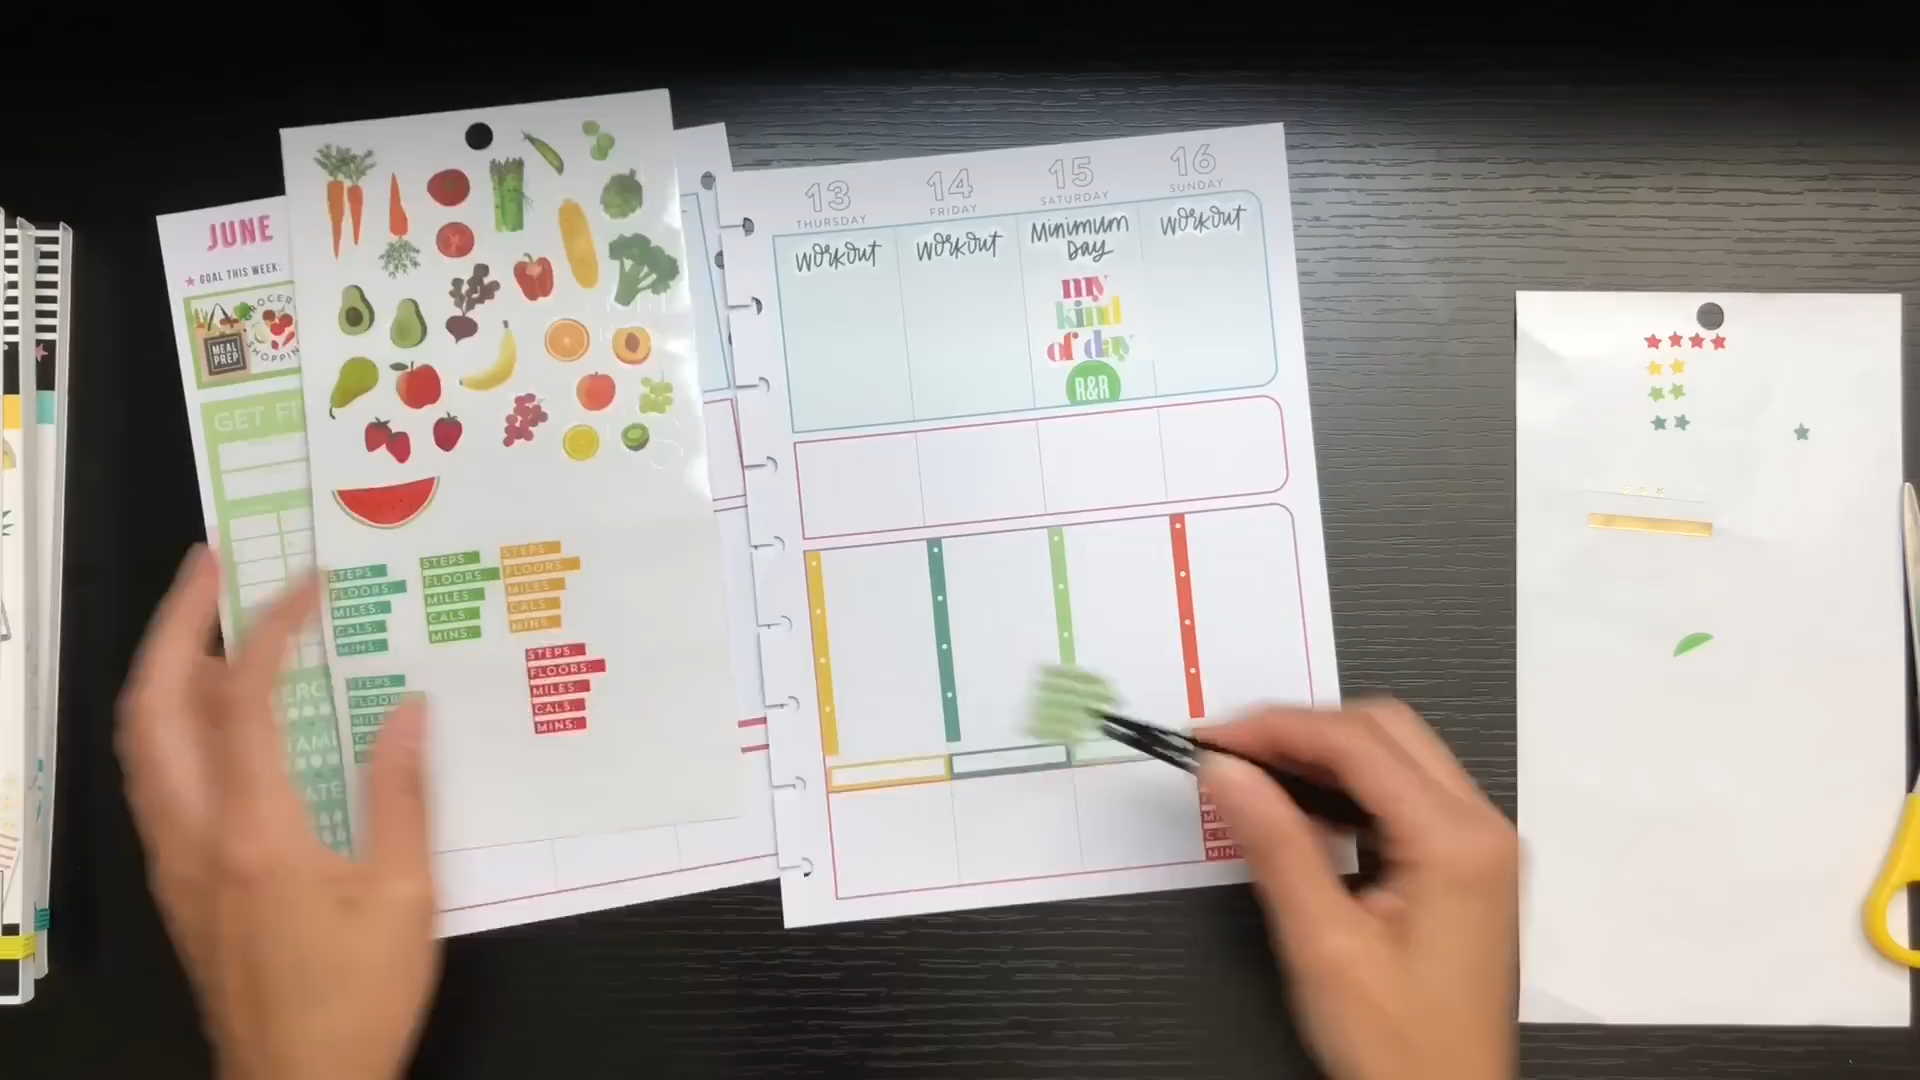 JUNE
GOAL THIS WEEK:
MEAL
PREP
GET FI
STEPS
FLOORS:
MILES:
CALS:
MINS:
STEPS
FLOORS:
MILES:
CALS:
MINS:
STEPS
FLOORS:
MILES
CALS
MINS:
STEPS:
FLOORS:
MILES:
CALS:
MINS:
STEPS
13
THURSDAY
14
FRIDAY
15
SATURDAY
16
SUNDAY
WORKOUT
WORKOUT
Minimum
DAY
WORKOUT
my
kind
of day
R&R